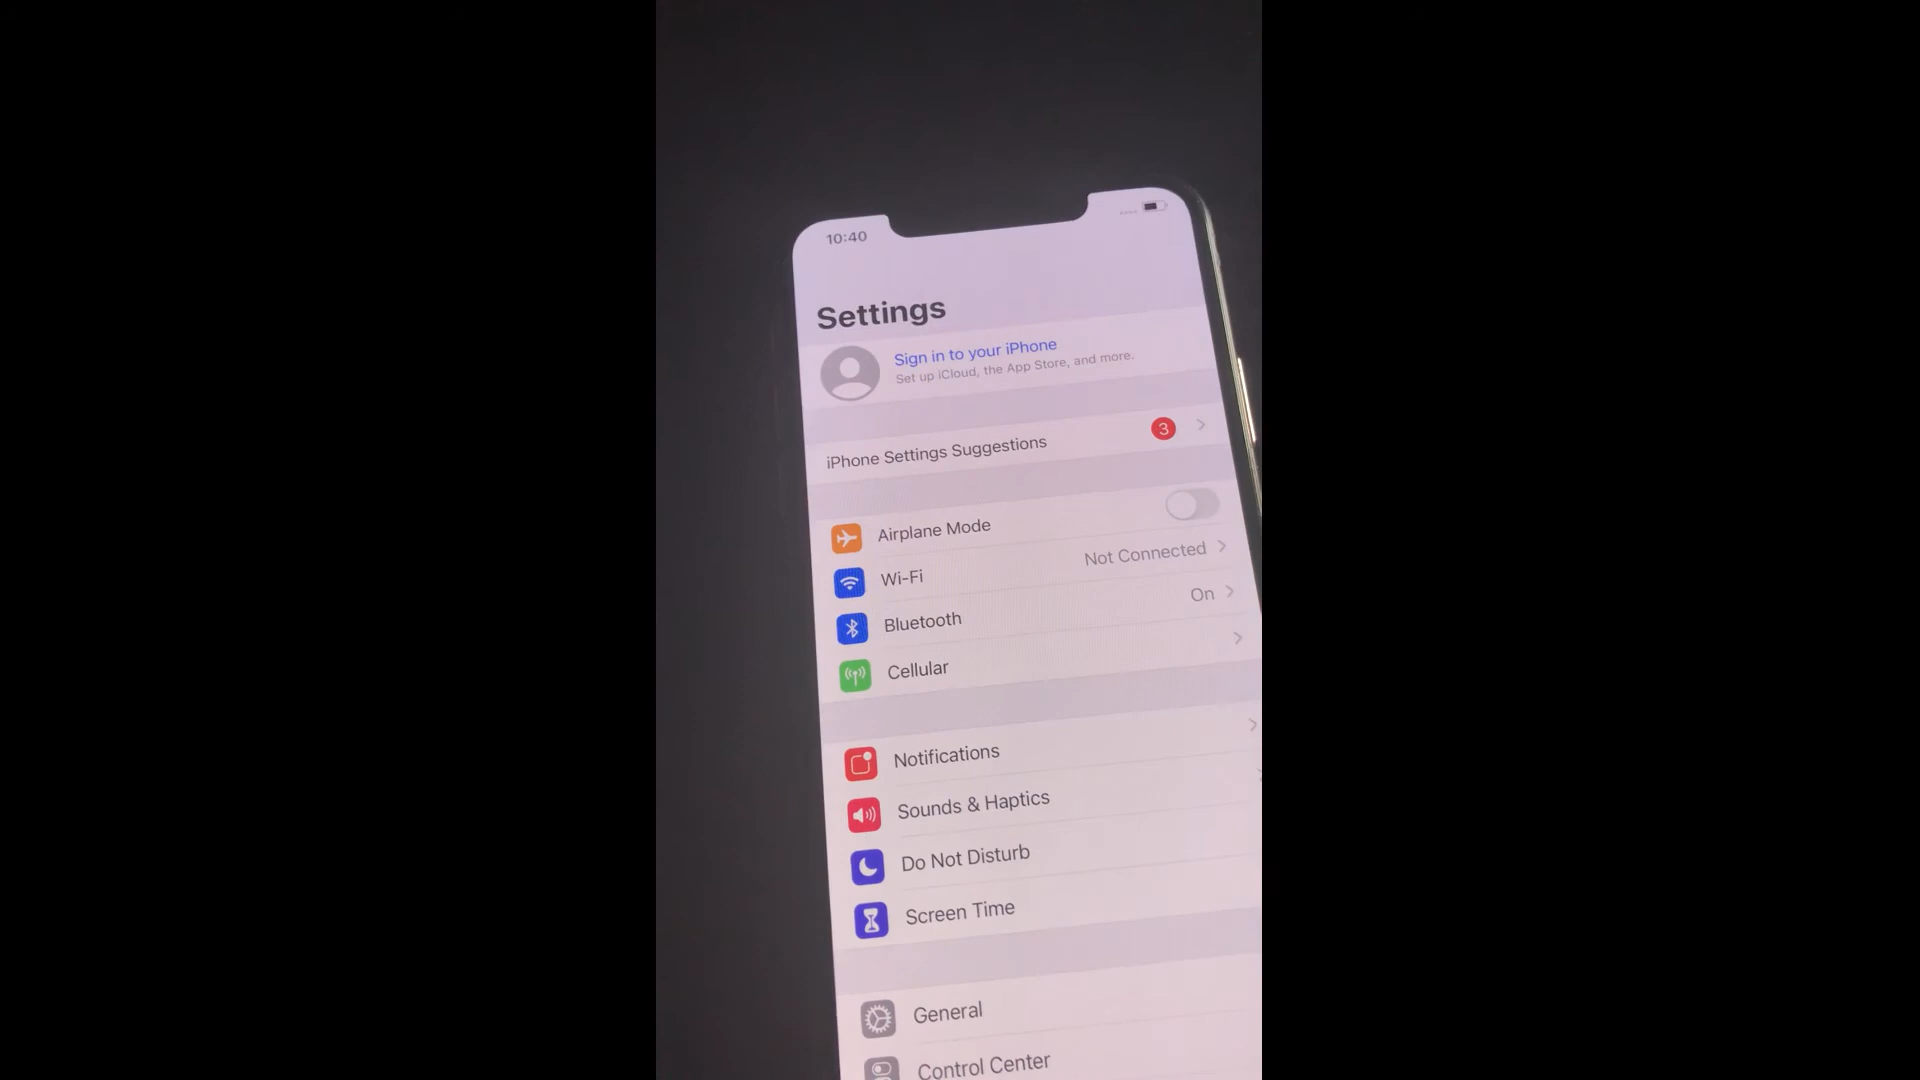 10:40
Settings
Sign in to your iPhone
Set up iCloud, the App Store, and more.
iPhone Settings Suggestions 3
Airplane Mode
Wi-Fi Not Connected
Bluetooth On
Cellular
Notifications
Sounds & Haptics
Do Not Disturb
Screen Time
General
Control Center